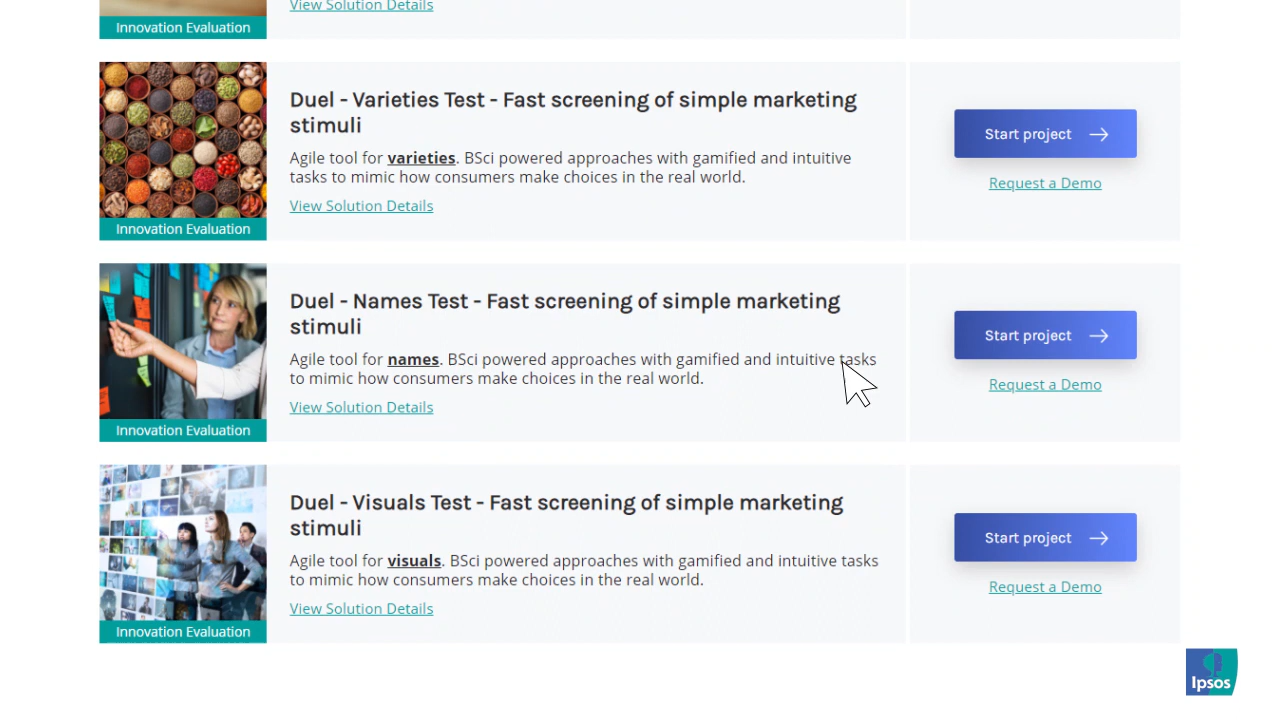 View Solution Details
Innovation Evaluation
Duel - Varieties Test - Fast screening of simple marketing
stimuli
Agile tool for varieties. BSci powered approaches with gamified and intuitive
tasks to mimic how consumers make choices in the real world.
View Solution Details
Innovation Evaluation
Start project
Request a Demo
Duel - Names Test - Fast screening of simple marketing
stimuli
Agile tool for names. BSci powered approaches with gamified and intuitive tasks
to mimic how consumers make choices in the real world.
View Solution Details
Innovation Evaluation
Start project
Request a Demo
Duel - Visuals Test - Fast screening of simple marketing
stimuli
Agile tool for visuals. BSci powered approaches with gamified and intuitive tasks
to mimic how consumers make choices in the real world.
View Solution Details
Innovation Evaluation
Start project
Request a Demo
Ipsos